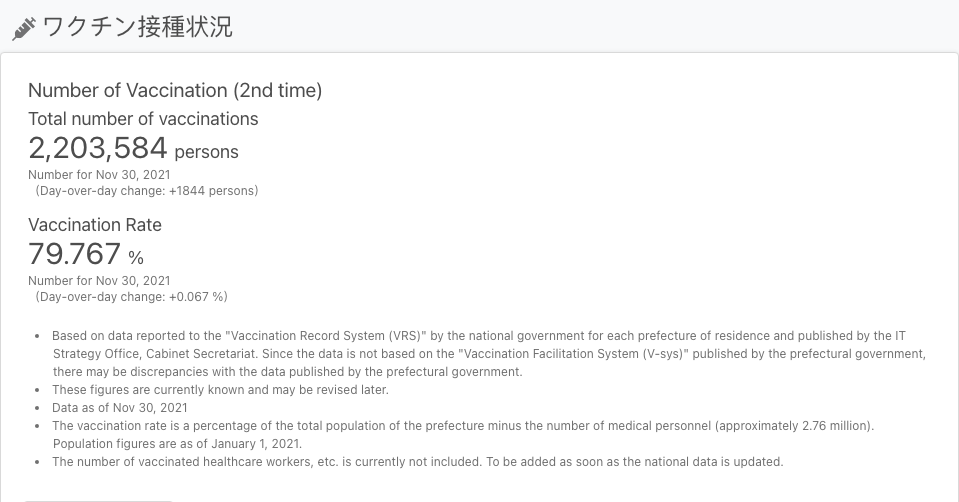 ワクチン接種状況
Number of Vaccination (2nd time)
Total number of vaccinations
2,203,584 persons
Number for Nov 30, 2021
(Day-over-day change: +1844 persons)
Vaccination Rate
79.767 %
Number for Nov 30, 2021
(Day-over-day change: +0.067 %)
• Based on data reported to the "Vaccination Record System (VRS)" by the national government for each prefecture of residence and published by the IT
Strategy Office, Cabinet Secretariat. Since the data is not based on the "Vaccination Facilitation System (V-sys)" published by the prefectural government,
there may be discrepancies with the data published by the prefectural government.
• These figures are currently known and may be revised later.
• Data as of Nov 30, 2021
• The vaccination rate is a percentage of the total population of the prefecture minus the number of medical personnel (approximately 2.76 million).
Population figures are as of January 1, 2021.
• The number of vaccinated healthcare workers, etc. is currently not included. To be added as soon as the national data is updated.